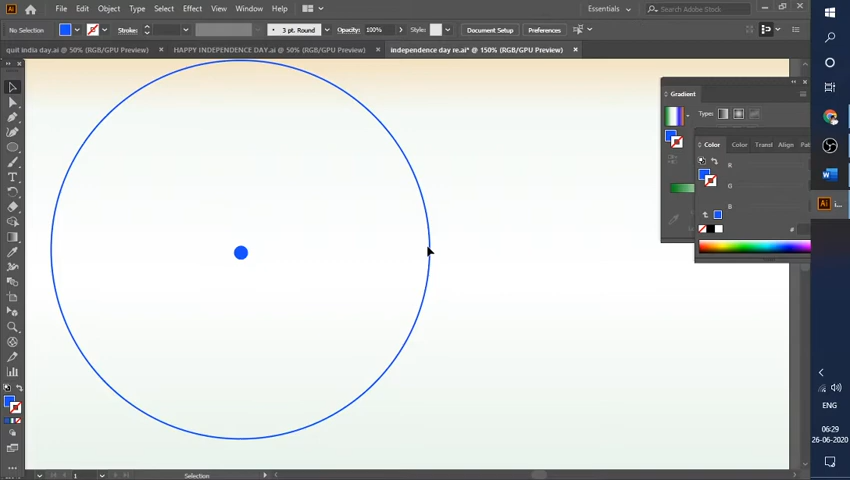 File Edit Object Type Select Effect View Window Help
Essentials
Search Adobe Stock
No Selection
Stroke:
3 pt. Round
Opacity: 100%
Style:
Document Setup
Preferences
quit india day.ai @ 50% (RGB/GPU Preview)
HAPPY INDEPENDENCE DAY.ai @ 50% (RGB/GPU Preview)
independence day re.ai* @ 150% (RGB/GPU Preview)
Gradient
Type:
Color Color Transl Align Pat
R
G
B
#
1
Selection
ENG
06:29
26-06-2020